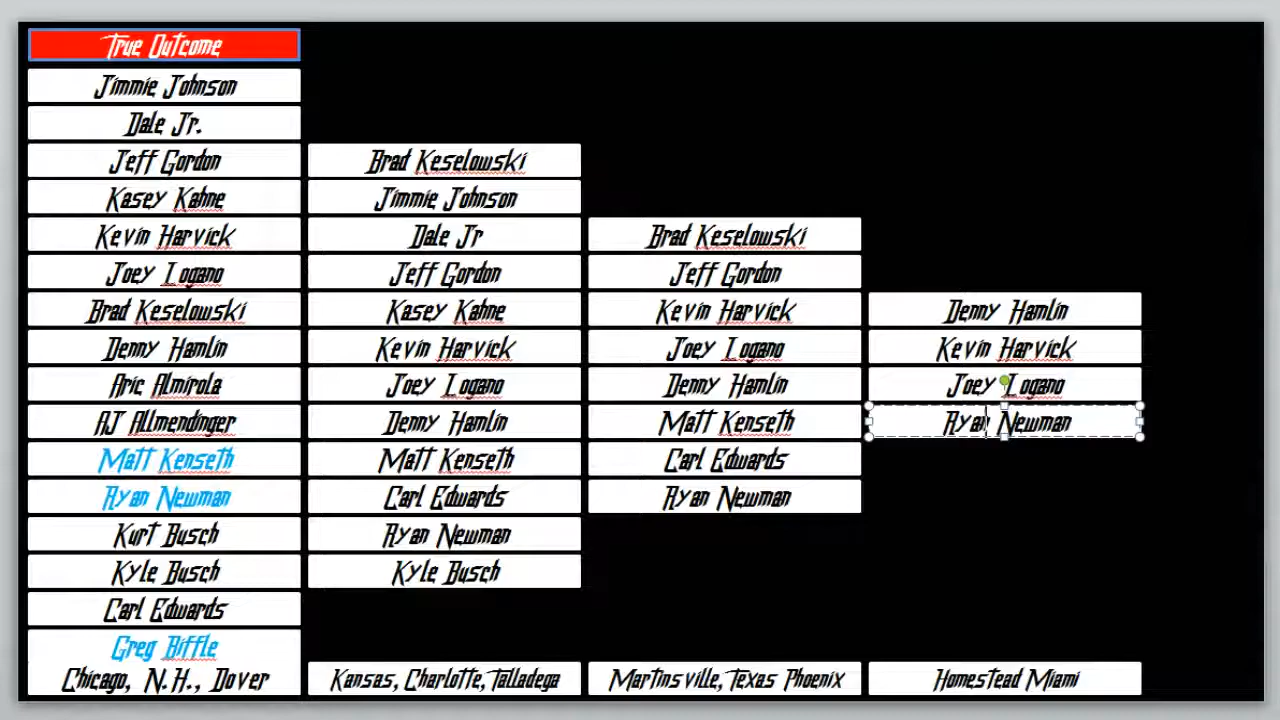 True Outcome
Jimmie Johnson
Dale Jr.
Jeff Gordon
Kasey Kahne
Kevin Harvick
Joey Logano
Brad Keselowski
Denny Hamlin
Aric Almirola
AJ Allmendinger
Matt Kenseth
Ryan Newman
Kurt Busch
Kyle Busch
Carl Edwards
Greg Biffle
Chicago, N.H., Dover
Brad Keselowski
Jimmie Johnson
Dale Jr
Jeff Gordon
Kasey Kahne
Kevin Harvick
Joey Logano
Denny Hamlin
Matt Kenseth
Carl Edwards
Ryan Newman
Kyle Busch
Kansas, Charlotte, Talladega
Brad Keselowski
Jeff Gordon
Kevin Harvick
Joey Logano
Denny Hamlin
Matt Kenseth
Carl Edwards
Ryan Newman
Martinsville, Texas Phoenix
Denny Hamlin
Kevin Harvick
Joey Logano
Ryan Newman
Homestead Miami